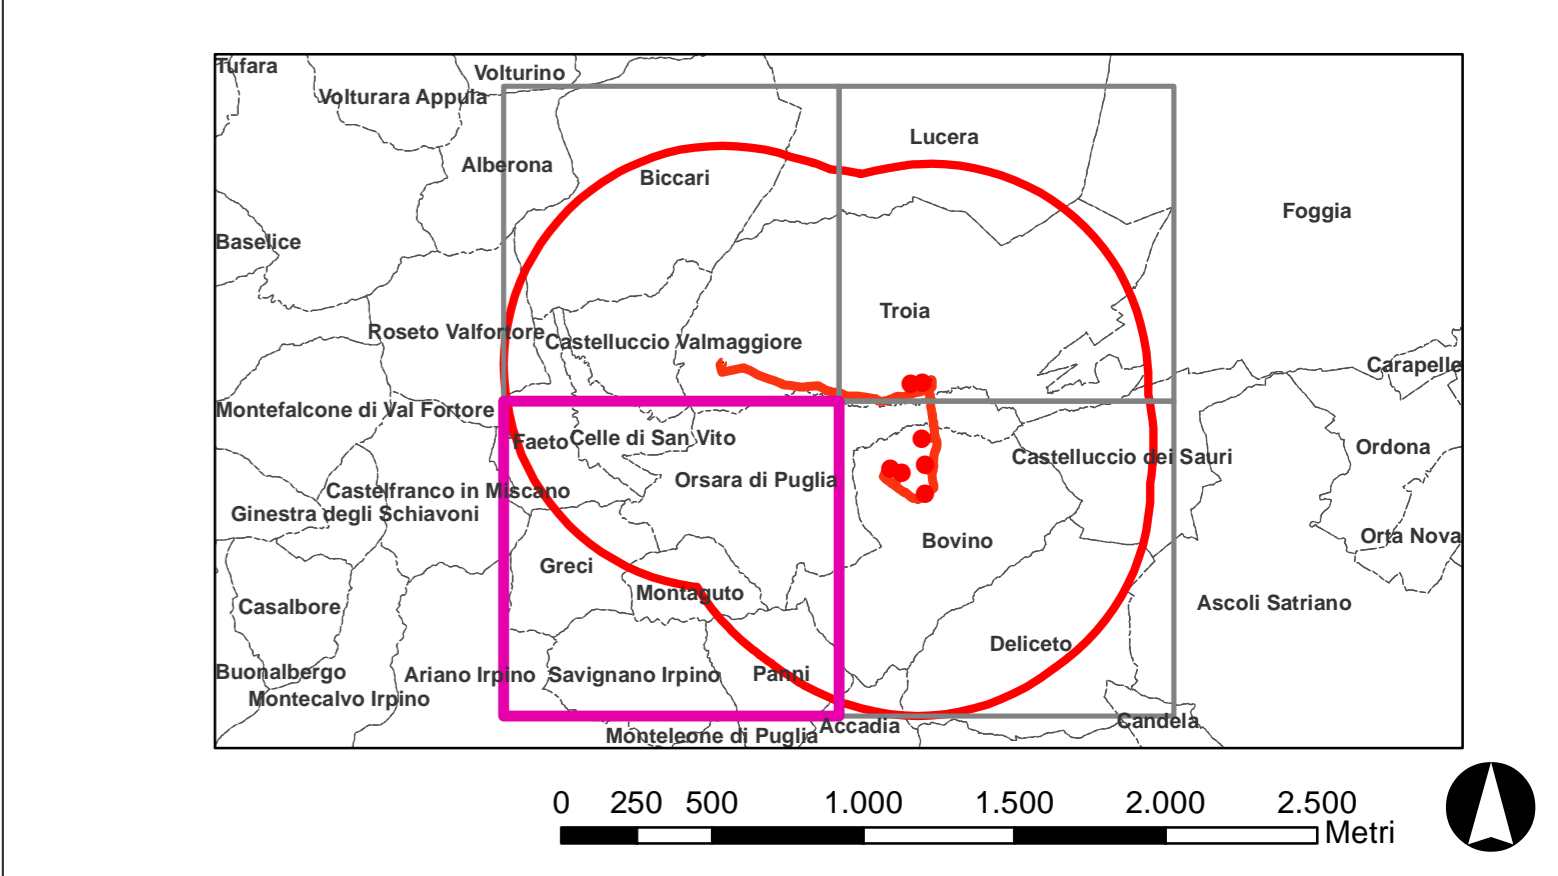 Tufara
Volturino
Volturara Appula
Lucera
Alberona
Biccari
Foggia
Baselice
Troia
Roseto Valfortore
Castelluccio Valmaggiore
Carapelle
Montefalcone di Val Fortore
Faeto
Celle di San Vito
Ordona
Castelluccio dei Sauri
Orsara di Puglia
Castelfranco in Miscano
Ginestra degli Schiavoni
Orta Nova
Bovino
Greci
Montaguto
Ascoli Satriano
Casalbore
Deliceto
Buonalbergo
Ariano Irpino
Savignano Irpino
Panni
Montecalvo Irpino
Candela
Accadia
Monteleone di Puglia
0 250 500 1.000 1.500 2.000 2.500
Metri